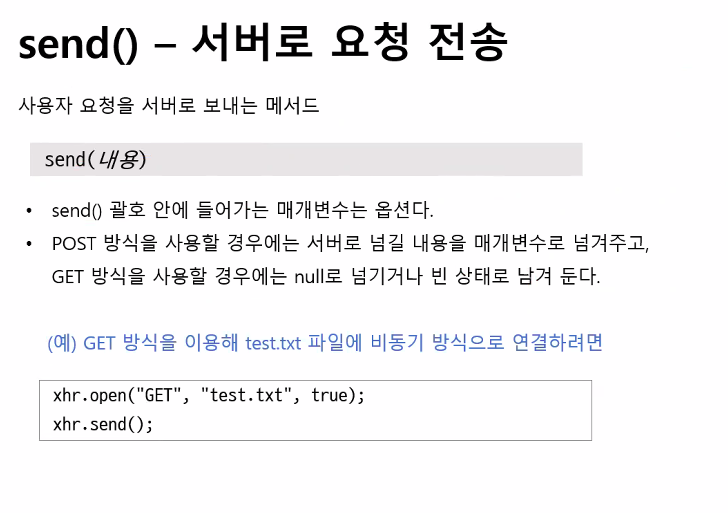 send() – 서버로 요청 전송
사용자 요청을 서버로 보내는 메서드
send(내용)
• send() 괄호 안에 들어가는 매개변수는 옵션다.
• POST 방식을 사용할 경우에는 서버로 넘길 내용을 매개변수로 넘겨주고,
GET 방식을 사용할 경우에는 null로 넘기거나 빈 상태로 남겨 둔다.
(예) GET 방식을 이용해 test.txt 파일에 비동기 방식으로 연결하려면
xhr.open("GET", "test.txt", true);
xhr.send();